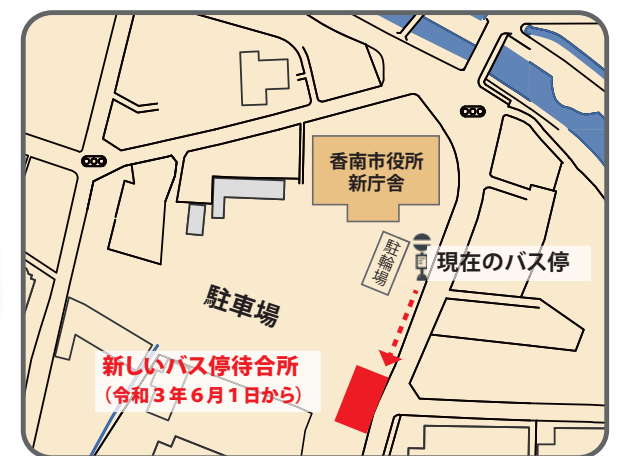 香南市役所
新庁舎
駐輪場
現在のバス停
駐車場
新しいバス停待合所
（令和３年６月１日から）